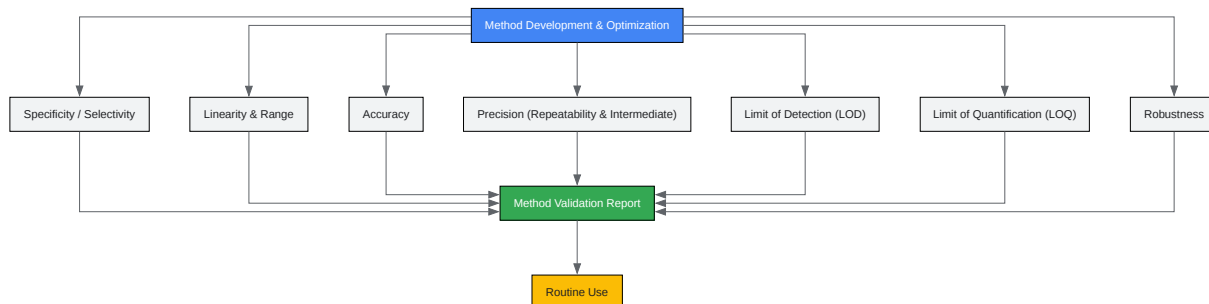 Method Development & Optimization
Specificity / Selectivity
Linearity & Range
Accuracy
Precision (Repeatability & Intermediate)
Limit of Detection (LOD)
Limit of Quantification (LOQ)
Robustness
Method Validation Report
Routine Use